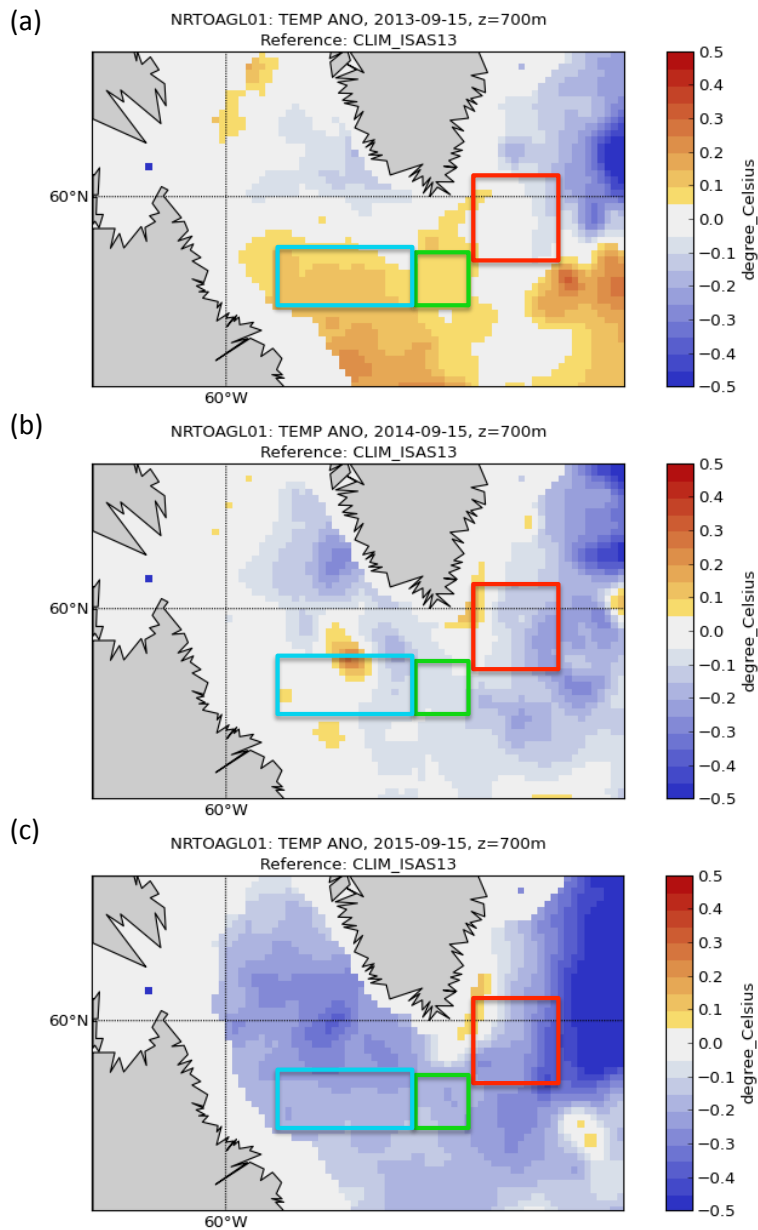 (a)
NRTOAGL01: TEMP ANO, 2013-09-15, z=700m
Reference: CLIM_ISAS13
60°N
60°W
0.5
0.4
0.3
0.2
0.1
0.0
−0.1
−0.2
−0.3
−0.4
−0.5
degree_Celsius
(b)
NRTOAGL01: TEMP ANO, 2014-09-15, z=700m
Reference: CLIM_ISAS13
60°N
60°W
0.5
0.4
0.3
0.2
0.1
0.0
−0.1
−0.2
−0.3
−0.4
−0.5
degree_Celsius
(c)
NRTOAGL01: TEMP ANO, 2015-09-15, z=700m
Reference: CLIM_ISAS13
60°N
60°W
0.5
0.4
0.3
0.2
0.1
0.0
−0.1
−0.2
−0.3
−0.4
−0.5
degree_Celsius